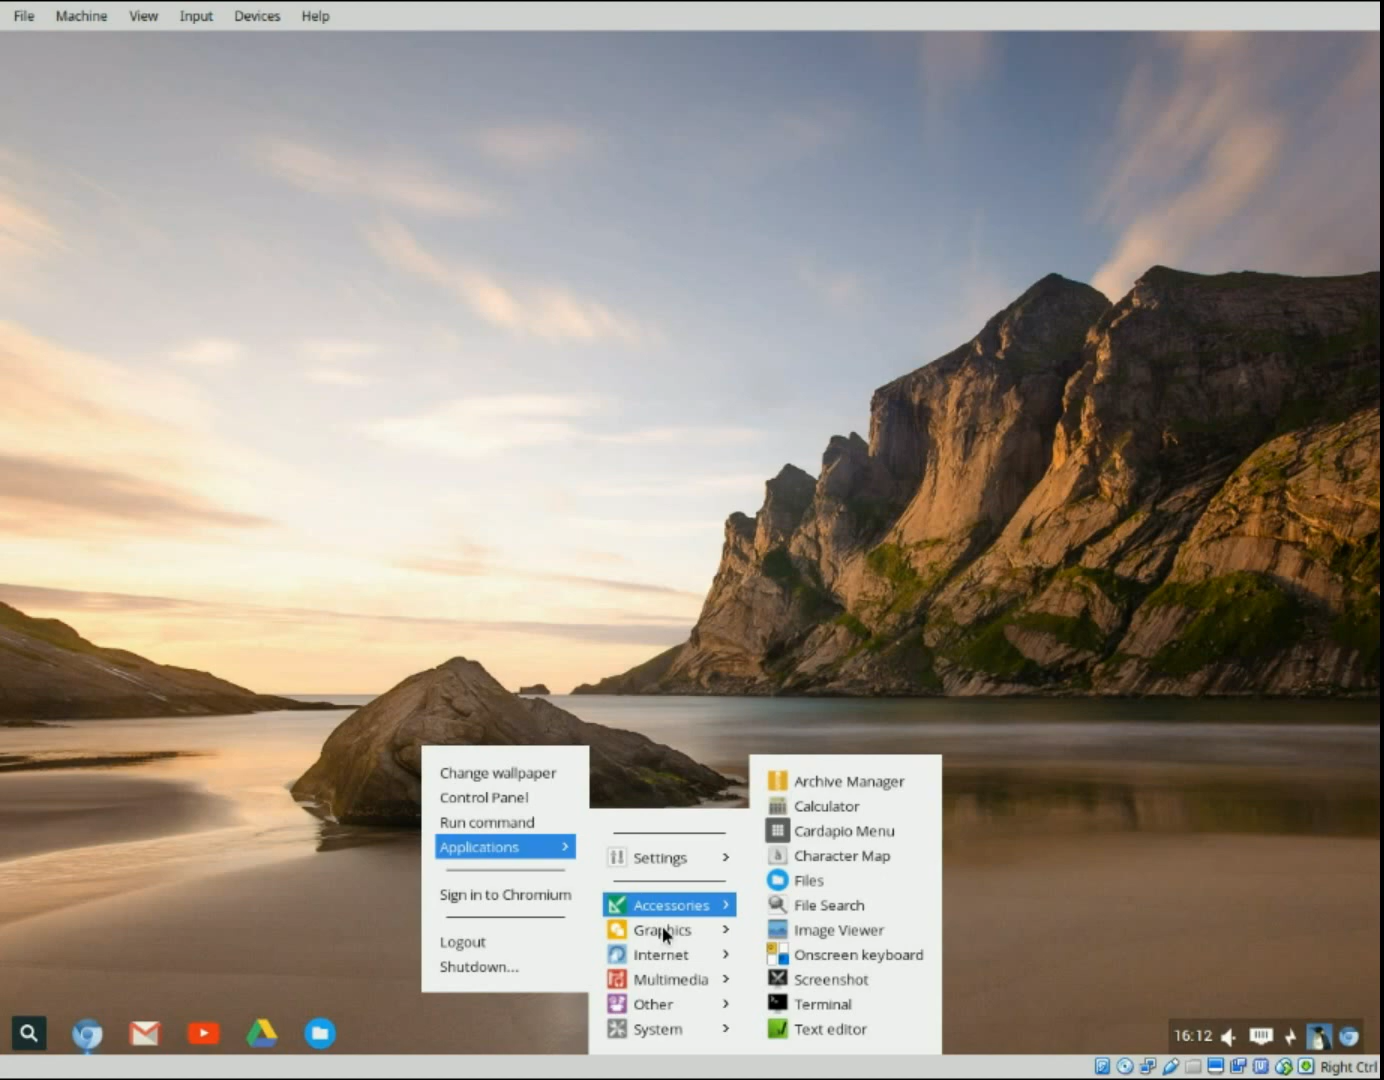 File Machine View Input Devices Help
Change wallpaper
Control Panel
Run command
Applications
Sign in to Chromium
Logout
Shutdown...
Settings
Accessories
Graphics
Internet
Multimedia
Other
System
Archive Manager
Calculator
Cardapio Menu
Character Map
Files
File Search
Image Viewer
Onscreen keyboard
Screenshot
Terminal
Text editor
16:12
Right Ctrl